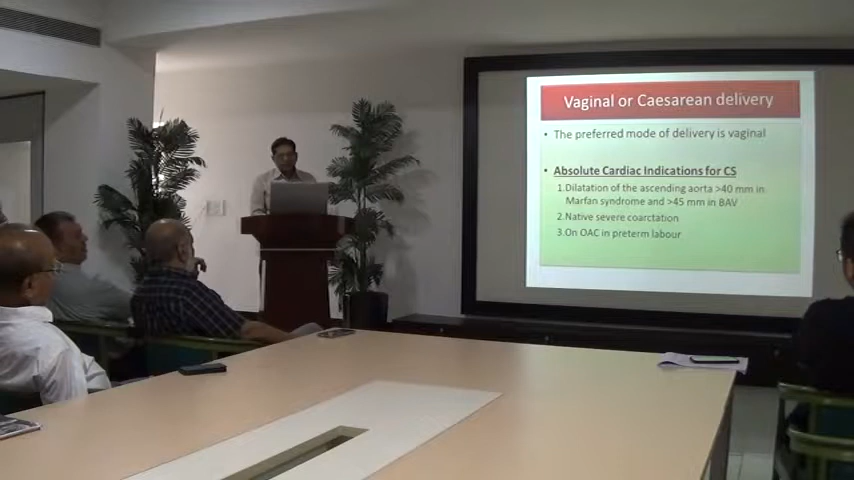 Vaginal or Caesarean delivery
• The preferred mode of delivery is vaginal
• Absolute Cardiac Indications for CS
1. Dilatation of the ascending aorta >40 mm in
Marfan syndrome and >45 mm in BAV
2. Native severe coarctation
3. On OAC in preterm labour